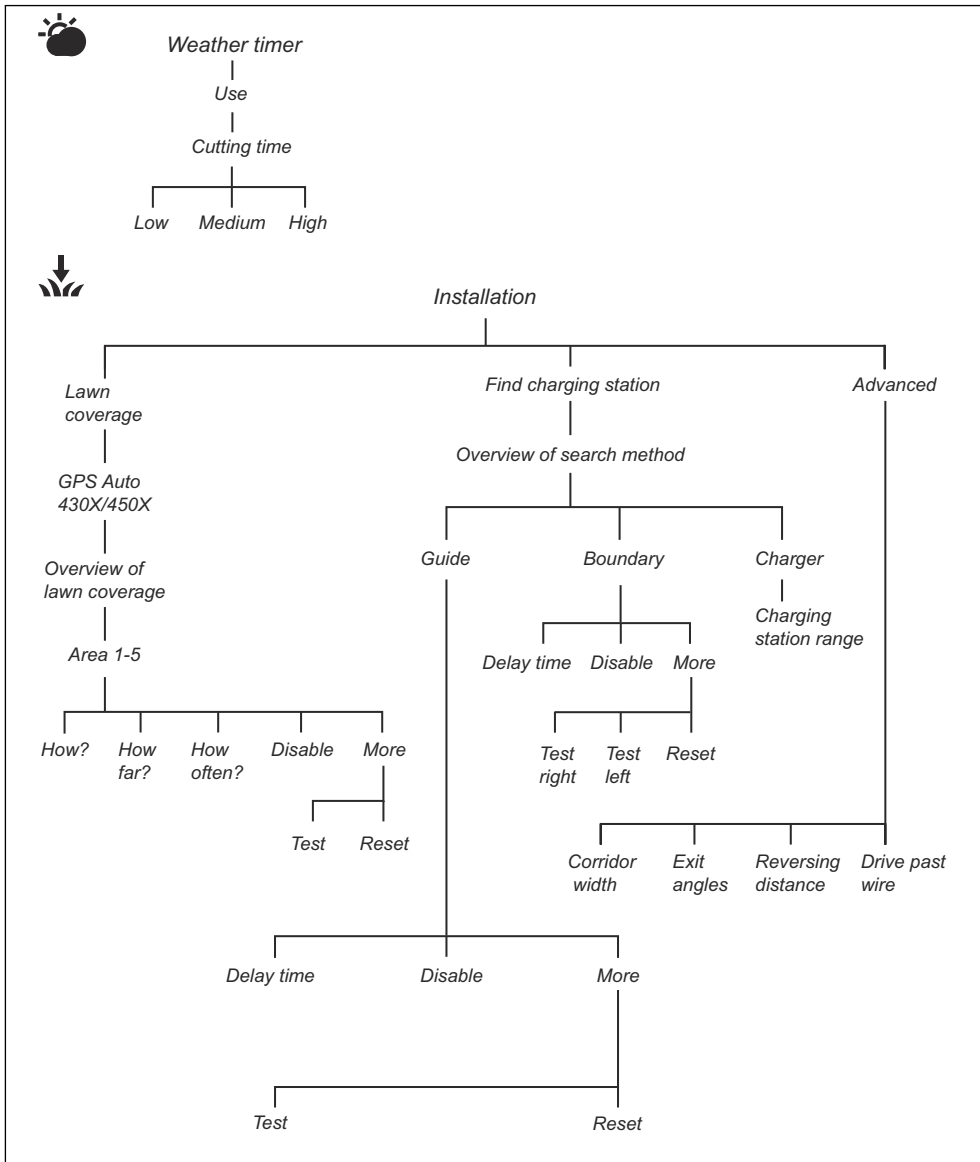 Weather timer
Use
Cutting time
Low Medium High
Installation
Lawn
coverage
Find charging station
Advanced
Overview of search method
GPS Auto
430X/450X
Guide
Boundary
Charger
Overview of
lawn coverage
Charging
station range
Area 1-5
Delay time Disable More
How?
How
far?
How
often?
Disable
More
Test
right
Test
left
Reset
Test Reset
Corridor
width
Exit
angles
Reversing
distance
Drive past
wire
Delay time Disable More
Test Reset